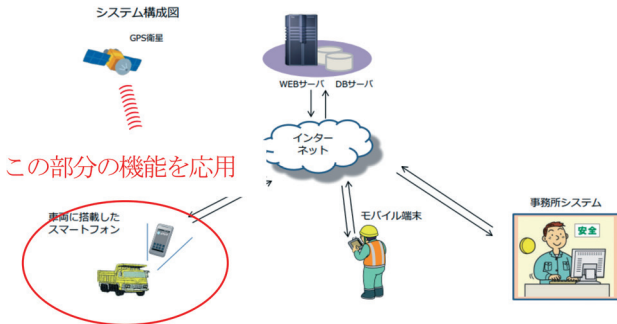 システム構成図
GPS衛星
WEBサーバ DBサーバ
インター
ネット
この部分の機能を応用
車両に搭載した
スマートフォン
モバイル端末
事務所システム
安全